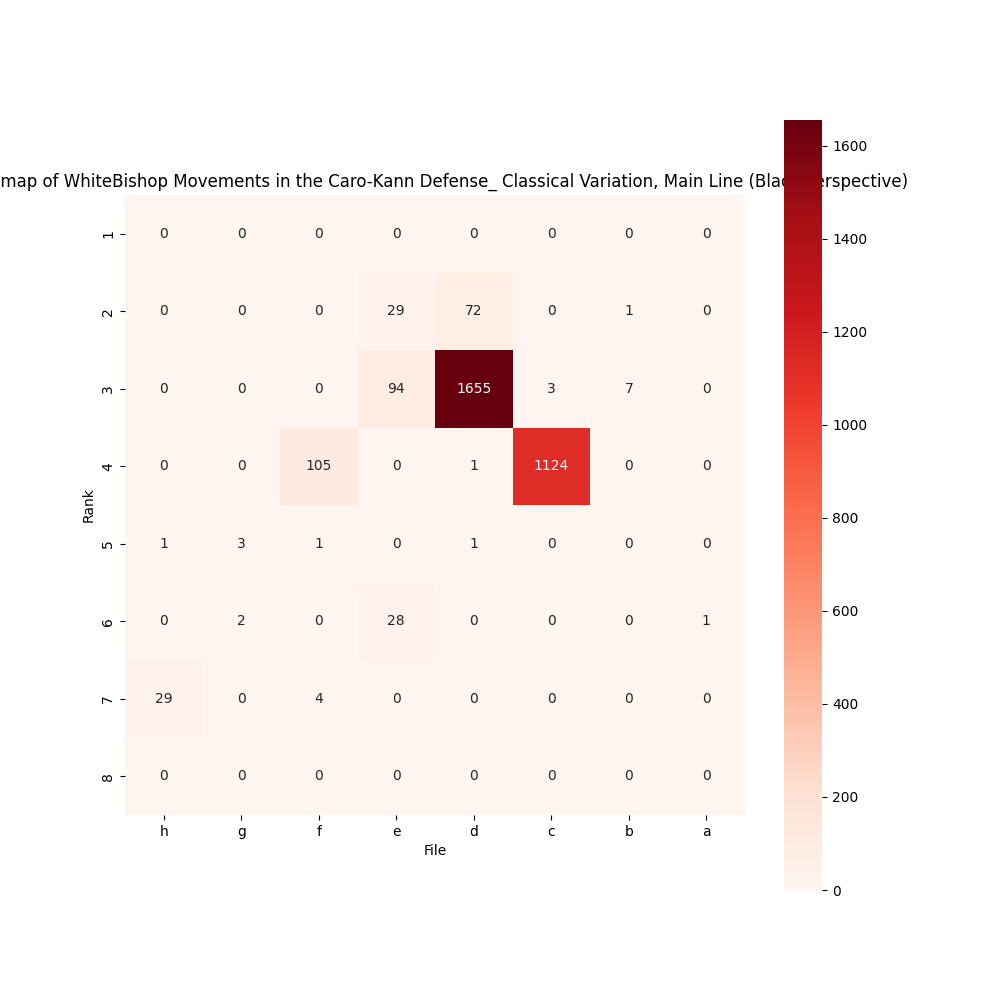 map of WhiteBishop Movements in the Caro-Kann Defense_ Classical Variation, Main Line (Bla erspective)
1 0 0 0 0 0 0 0 0
2 0 0 0 29 72 0 1 0
3 0 0 0 94 1655 3 7 0
4 0 0 105 0 1 1124 0 0
5 1 3 1 0 1 0 0 0
6 0 2 0 28 0 0 0 1
7 29 0 4 0 0 0 0 0
8 0 0 0 0 0 0 0 0
h g f e d c b a
File
Rank
1600
1400
1200
1000
800
600
400
200
0